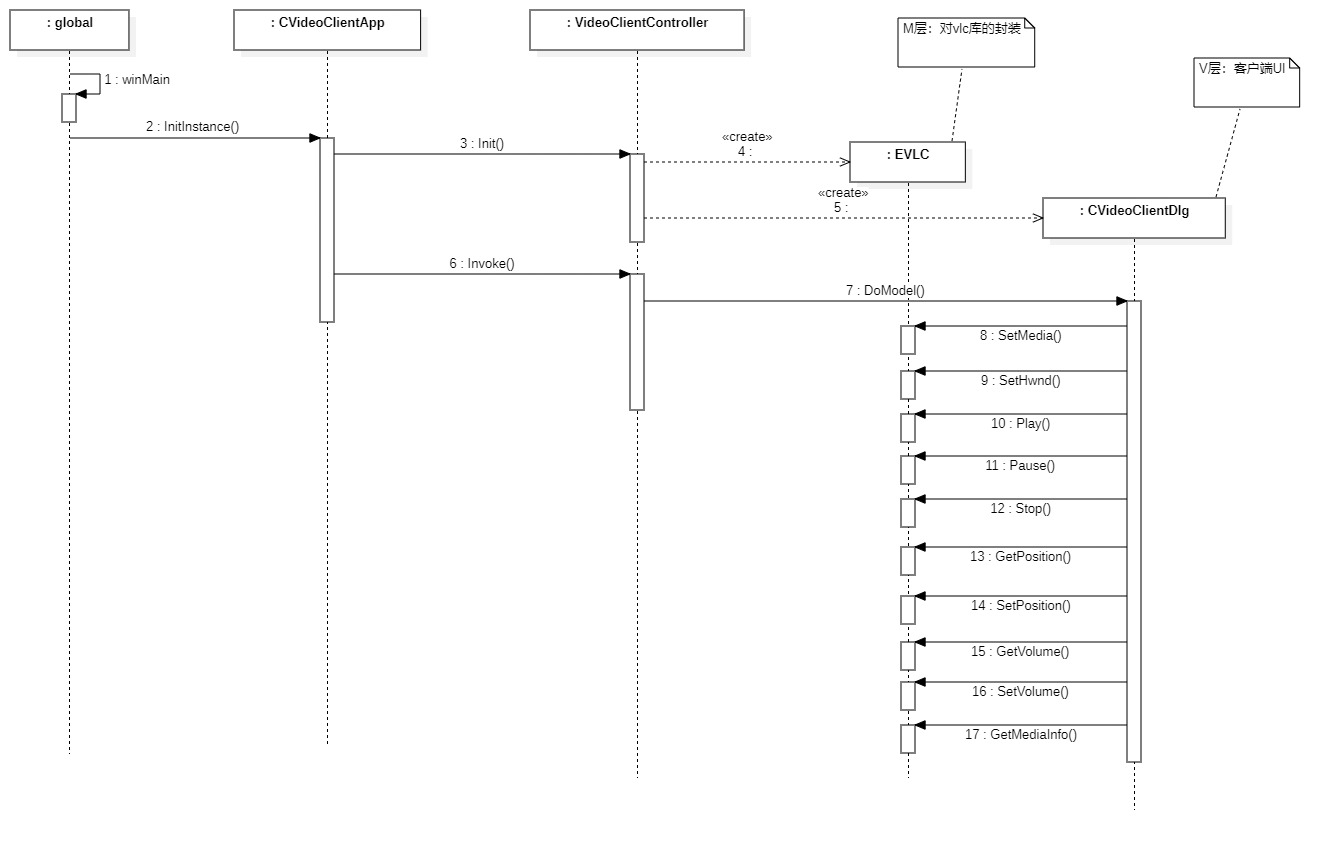 : global
: CVideoClientApp
: VideoClientController
M层：对vlc库的封装
V层：客户端UI
1 : winMain
2 : InitInstance()
3 : Init()
«create»
4 :
: EVLC
«create»
5 :
: CVideoClientDlg
6 : Invoke()
7 : DoModel()
8 : SetMedia()
9 : SetHwnd()
10 : Play()
11 : Pause()
12 : Stop()
13 : GetPosition()
14 : SetPosition()
15 : GetVolume()
16 : SetVolume()
17 : GetMediaInfo()